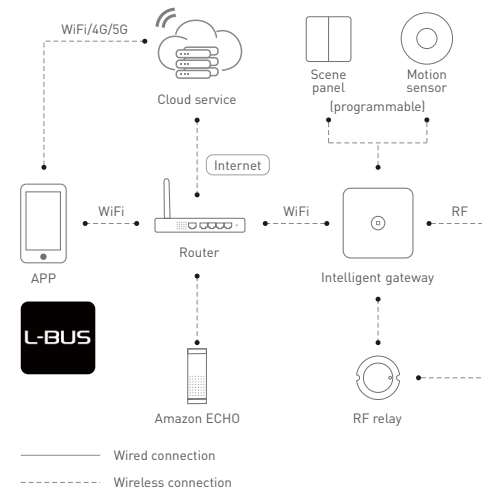 WiFi/4G/5G
Cloud service
Scene
panel
Motion
sensor
(programmable)
Internet
WiFi
WiFi
RF
Router
APP
Intelligent gateway
L-BUS
Amazon ECHO
RF relay
Wired connection
Wireless connection